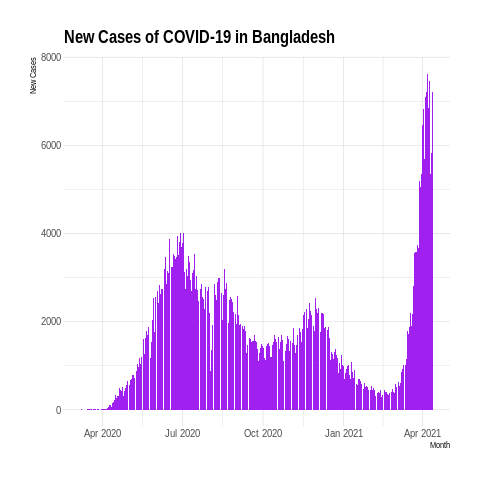 New Cases of COVID-19 in Bangladesh
New Cases
8000
6000
4000
2000
0
Apr 2020 Jul 2020 Oct 2020 Jan 2021 Apr 2021
Month